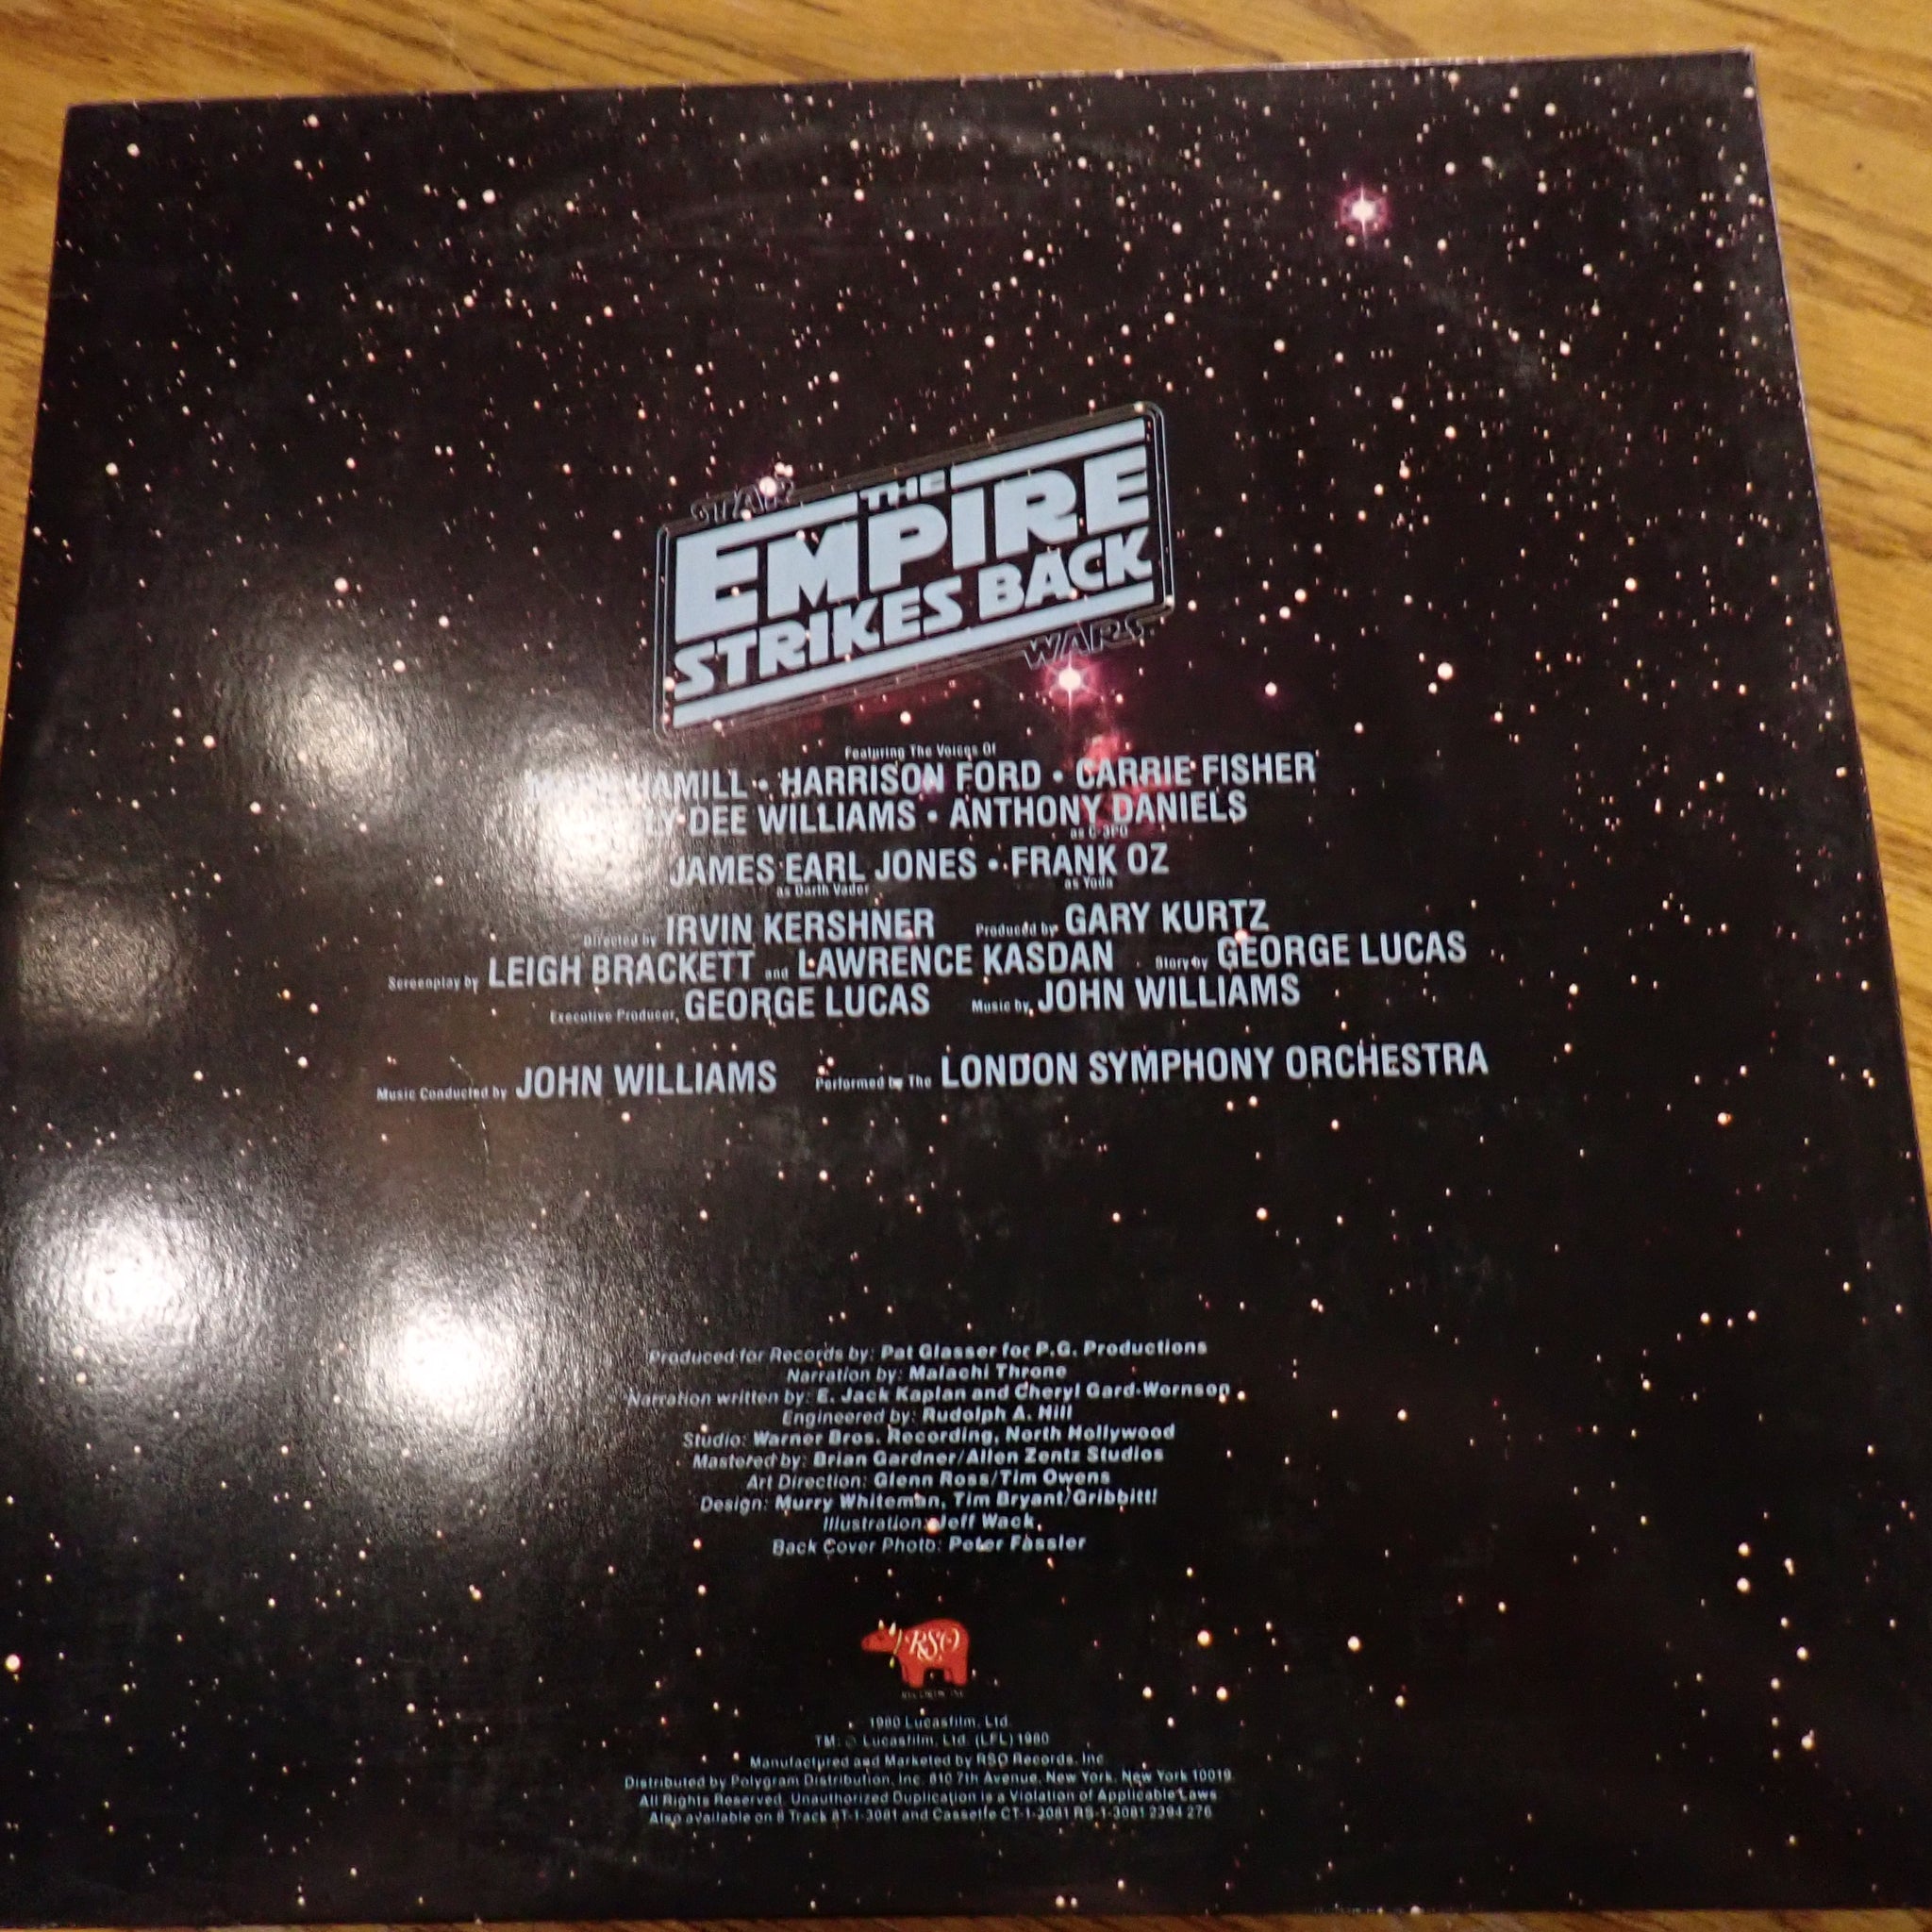 STAR
THE
EMPIRE
STRIKES BACK
WARS
Featuring The Voices Of
HAMILL • HARRISON FORD • CARRIE FISHER
DEE WILLIAMS • ANTHONY DANIELS
as C-3PO
JAMES EARL JONES • FRANK OZ
as Darth Vader as Yoda
Directed by IRVIN KERSHNER Produced by GARY KURTZ
Screenplay by LEIGH BRACKETT and LAWRENCE KASDAN Story by GEORGE LUCAS
Executive Producer, GEORGE LUCAS Music by JOHN WILLIAMS
Music Conducted by JOHN WILLIAMS Performed by The LONDON SYMPHONY ORCHESTRA
Produced for Records by: Pat Glasser for P.G. Productions
Narration by: Malachi Throne
Narration written by: E. Jack Kaplan and Cheryl Gard-Wornson
Engineered by: Rudolph A. Hill
Studio: Warner Bros. Recording, North Hollywood
Mastered by: Brian Gardner/Allen Zentz Studios
Art Direction: Glenn Ross/Tim Owens
Design: Murry Whiteman, Tim Bryant/Gribbitt!
Illustration: Jeff Wack
Back Cover Photo: Peter Fassler
RSO
1980 Lucasfilm, Ltd.
TM: © Lucasfilm, Ltd. (LFL) 1980
Manufactured and Marketed by RSO Records, Inc.
Distributed by Polygram Distribution, Inc. 810 7th Avenue, New York, New York 10019
All Rights Reserved. Unauthorized Duplication is a Violation of Applicable Laws
Also available on 8 Track 8T-1-3081 and Cassette CT-1-3081 RS-1-3081 2394 276